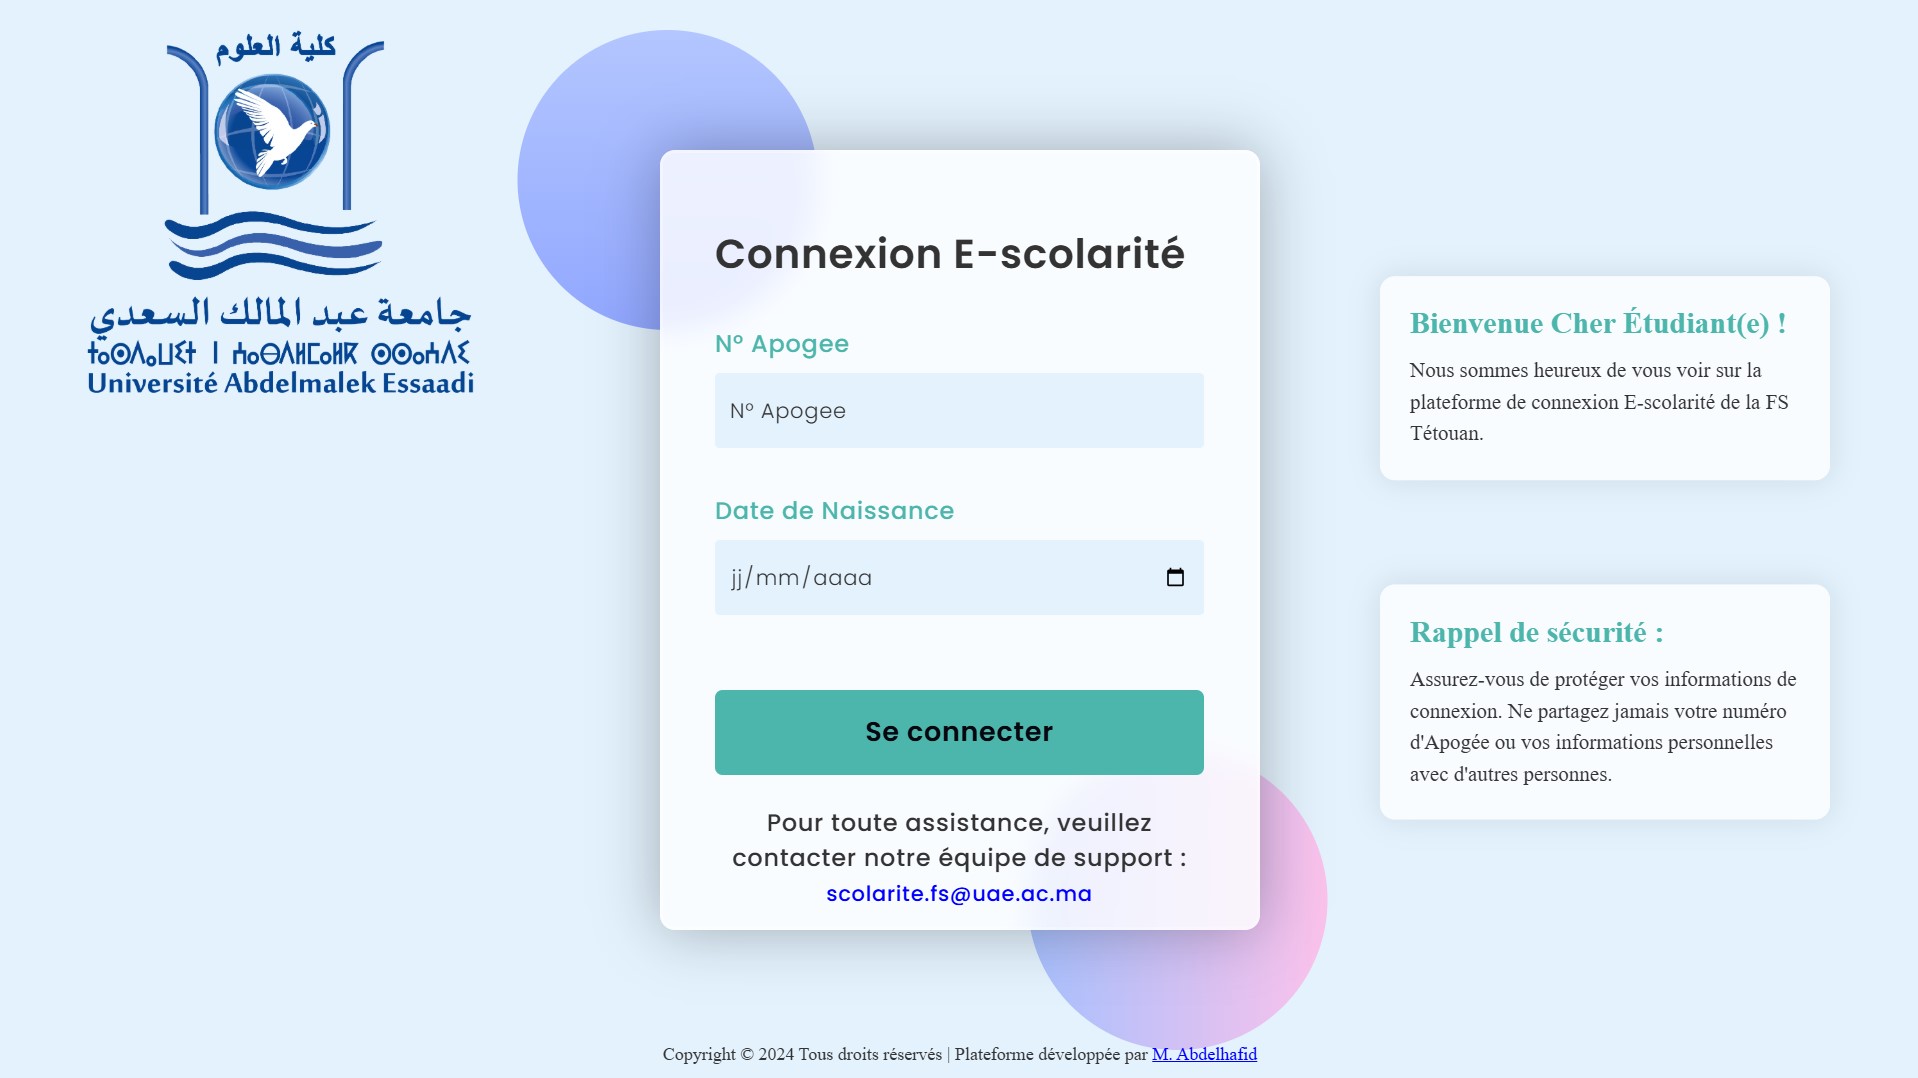 كلية العلوم
جامعة عبد المالك السعدي
ⵜⴰⵙⴷⴰⵡⵉⵜ ⵏ ⵄⴰⴱⴷⵍⵎⴰⵍⴽ ⵙⵙⴰⵄⴷⵉ
Université Abdelmalek Essaadi
Connexion E-scolarité
N° Apogee
N° Apogee
Date de Naissance
jj/mm/aaaa
Se connecter
Pour toute assistance, veuillez
contacter notre équipe de support :
scolarite.fs@uae.ac.ma
Bienvenue Cher Étudiant(e) !
Nous sommes heureux de vous voir sur la
plateforme de connexion E-scolarité de la FS
Tétouan.
Rappel de sécurité :
Assurez-vous de protéger vos informations de
connexion. Ne partagez jamais votre numéro
d'Apogée ou vos informations personnelles
avec d'autres personnes.
Copyright © 2024 Tous droits réservés | Plateforme développée par M. Abdelhafid